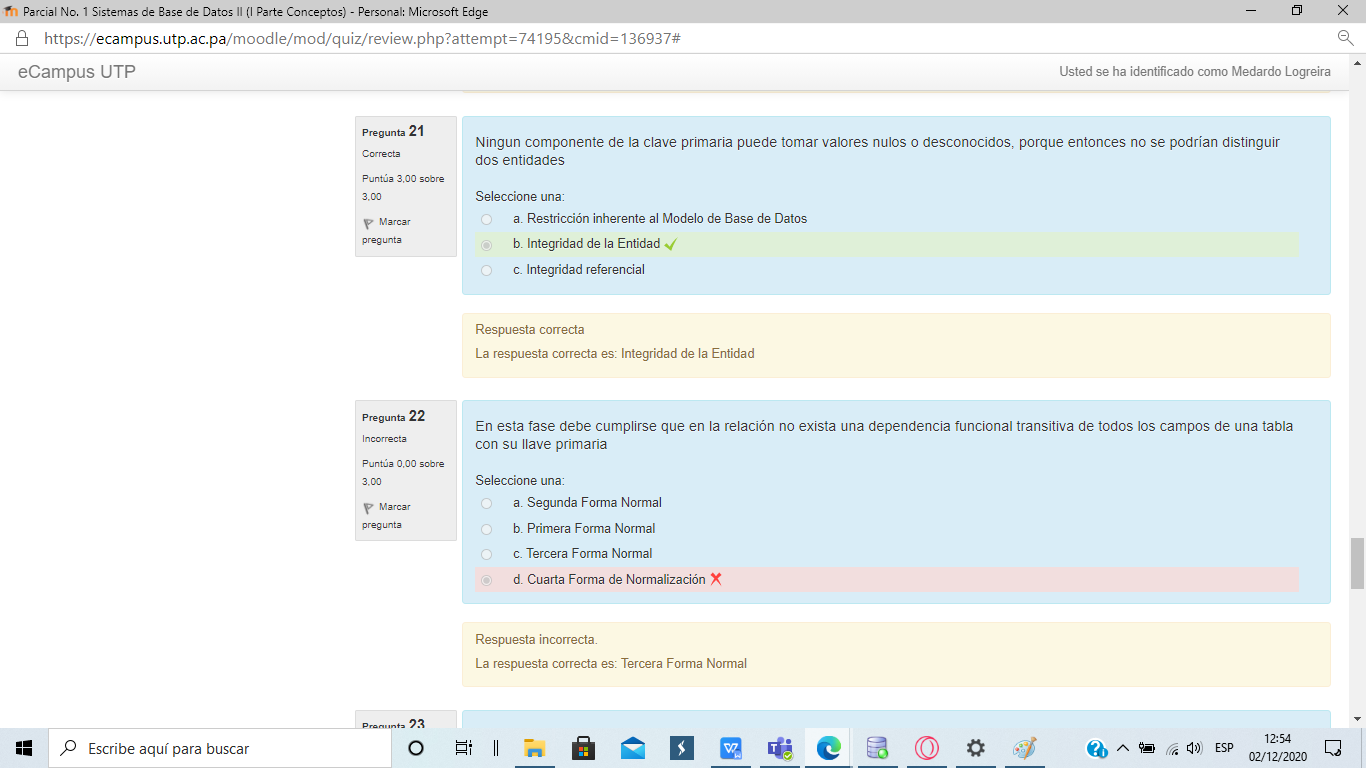 Parcial No. 1 Sistemas de Base de Datos II (I Parte Conceptos) - Personal: Microsoft Edge
https://ecampus.utp.ac.pa/moodle/mod/quiz/review.php?attempt=74195&cmid=136937#
eCampus UTP
Usted se ha identificado como Medardo Logreira
Pregunta 21
Correcta
Puntúa 3,00 sobre
3,00
Marcar
pregunta
Ningun componente de la clave primaria puede tomar valores nulos o desconocidos, porque entonces no se podrían distinguir
dos entidades
Seleccione una:
a. Restricción inherente al Modelo de Base de Datos
b. Integridad de la Entidad
c. Integridad referencial
Respuesta correcta
La respuesta correcta es: Integridad de la Entidad
Pregunta 22
Incorrecta
Puntúa 0,00 sobre
3,00
Marcar
pregunta
En esta fase debe cumplirse que en la relación no exista una dependencia funcional transitiva de todos los campos de una tabla
con su llave primaria
Seleccione una:
a. Segunda Forma Normal
b. Primera Forma Normal
c. Tercera Forma Normal
d. Cuarta Forma de Normalización
Respuesta incorrecta.
La respuesta correcta es: Tercera Forma Normal
Pregunta 23
Escribe aquí para buscar
ESP
12:54
02/12/2020